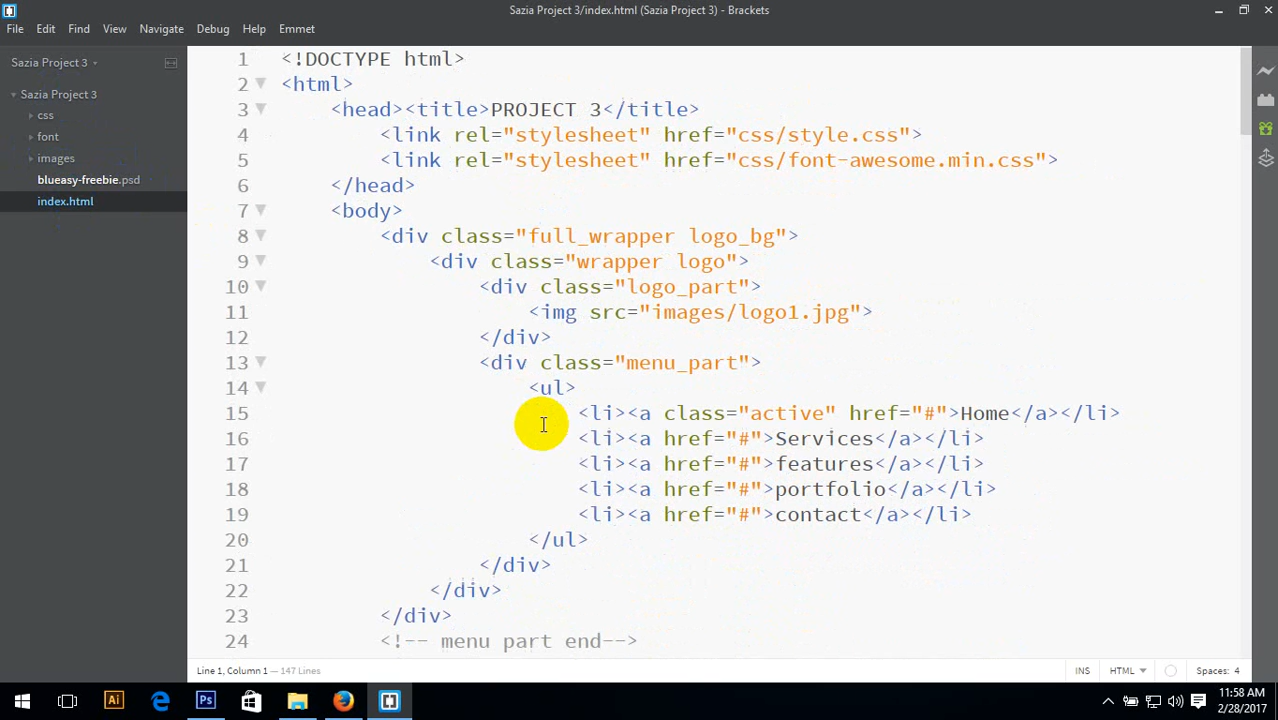 Sazia Project 3/index.html (Sazia Project 3) - Brackets
File Edit Find View Navigate Debug Help Emmet
Sazia Project 3
Sazia Project 3
css
font
images
blueasy-freebie.psd
index.html
1 <!DOCTYPE html>
2 <html>
3 <head><title>PROJECT 3</title>
4 <link rel="stylesheet" href="css/style.css">
5 <link rel="stylesheet" href="css/font-awesome.min.css">
6 </head>
7 <body>
8 <div class="full_wrapper logo_bg">
9 <div class="wrapper logo">
10 <div class="logo_part">
11 <img src="images/logo1.jpg">
12 </div>
13 <div class="menu_part">
14 <ul>
15 <li><a class="active" href="#">Home</a></li>
16 <li><a href="#">Services</a></li>
17 <li><a href="#">features</a></li>
18 <li><a href="#">portfolio</a></li>
19 <li><a href="#">contact</a></li>
20 </ul>
21 </div>
22 </div>
23 </div>
24 <!-- menu part end-->
Line 1, Column 1 — 147 Lines
INS HTML Spaces: 4
Ai Ps
11:58 AM
2/28/2017